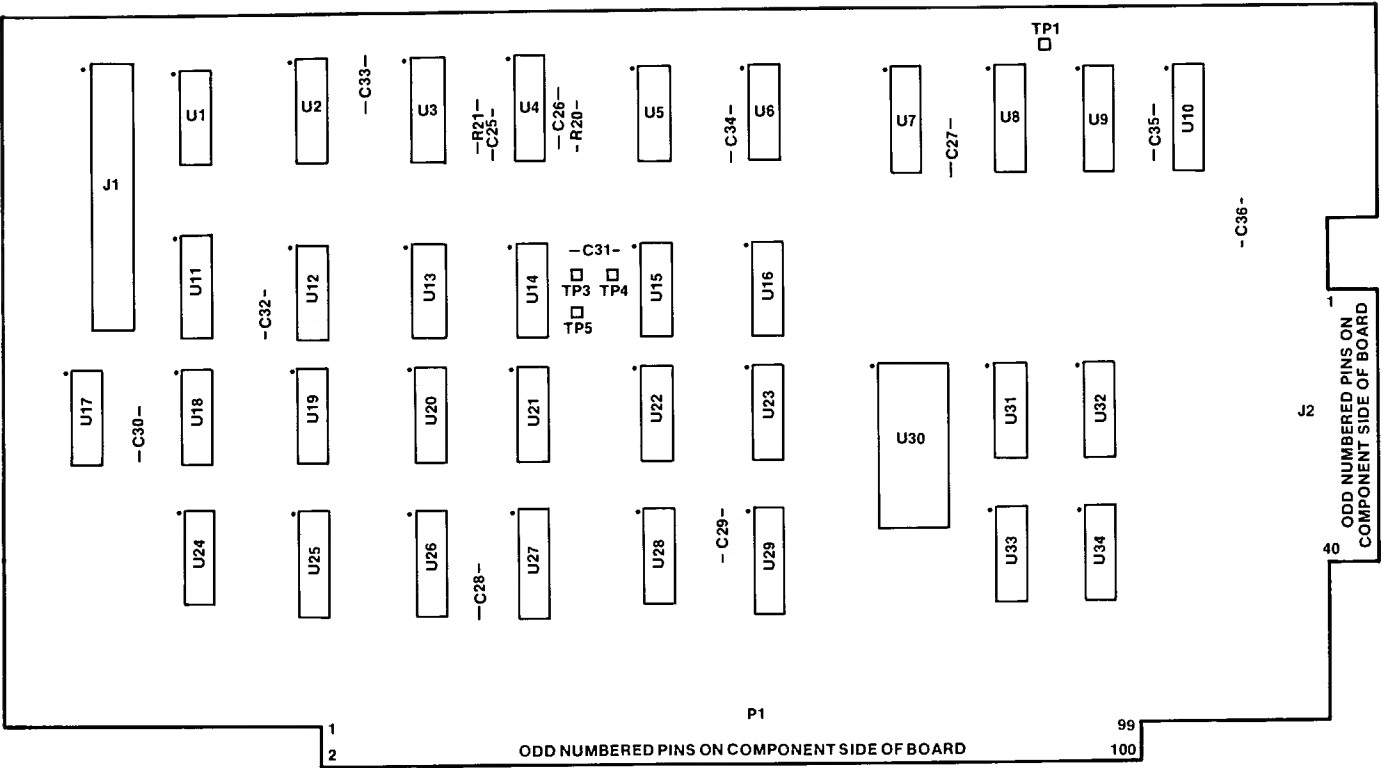 TP1
J1
U1
U2
–C33–
U3
–R21–
–C25–
U4
–C26–
-R20-
U5
–C34–
U6
U7
–C27–
U8
U9
–C35–
U10
-C36-
U11
-C32-
U12
U13
U14
–C31-
TP3
TP4
TP5
U15
U16
1
ODD NUMBERED PINS ON
COMPONENT SIDE OF BOARD
J2
40
U17
–C30–
U18
U19
U20
U21
U22
U23
U30
U31
U32
U24
U25
U26
–C28–
U27
U28
-C29–
U29
U33
U34
P1
1
99
2
ODD NUMBERED PINS ON COMPONENT SIDE OF BOARD
100